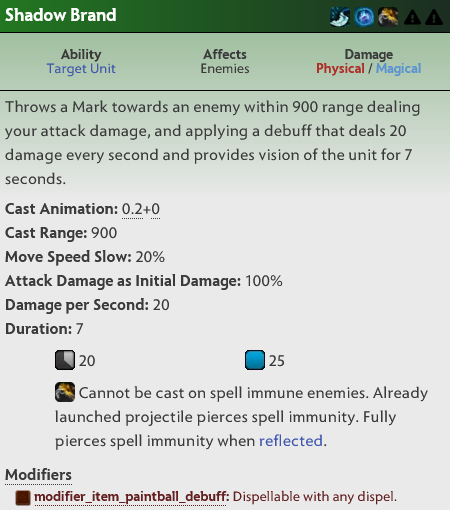 Shadow Brand
Ability Affects Damage
Target Unit Enemies Physical / Magical
Throws a Mark towards an enemy within 900 range dealing
your attack damage, and applying a debuff that deals 20
damage every second and provides vision of the unit for 7
seconds.
Cast Animation: 0.2+0
Cast Range: 900
Move Speed Slow: 20%
Attack Damage as Initial Damage: 100%
Damage per Second: 20
Duration: 7
20 25
Cannot be cast on spell immune enemies. Already
launched projectile pierces spell immunity. Fully
pierces spell immunity when reflected.
Modifiers
modifier_item_paintball_debuff: Dispellable with any dispel.